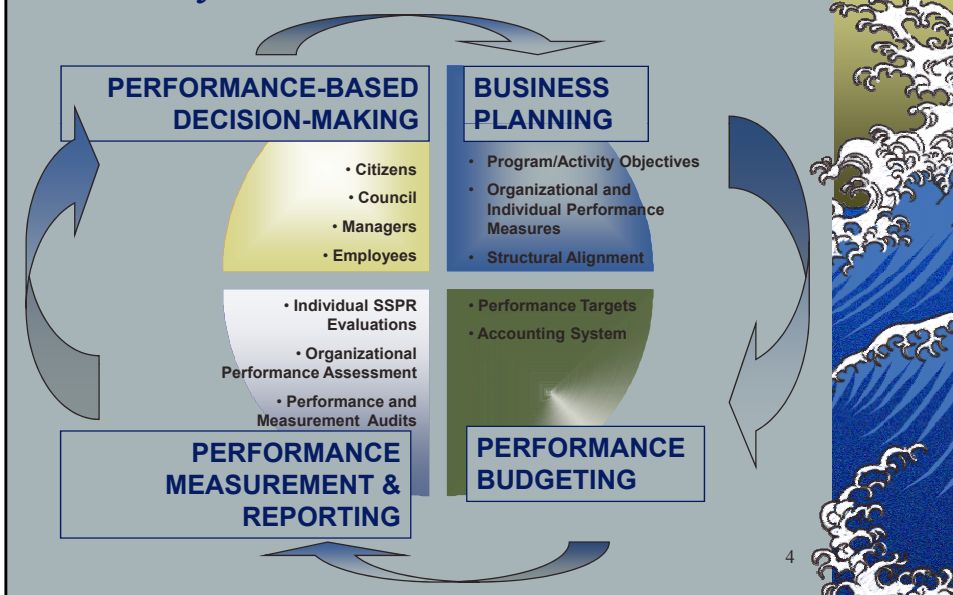 PERFORMANCE-BASED
DECISION-MAKING
• Citizens
• Council
• Managers
• Employees
BUSINESS
PLANNING
• Program/Activity Objectives
• Organizational and
Individual Performance
Measures
• Structural Alignment
• Individual SSPR
Evaluations
• Organizational
Performance Assessment
• Performance and
Measurement Audits
PERFORMANCE
MEASUREMENT &
REPORTING
• Performance Targets
• Accounting System
PERFORMANCE
BUDGETING
4